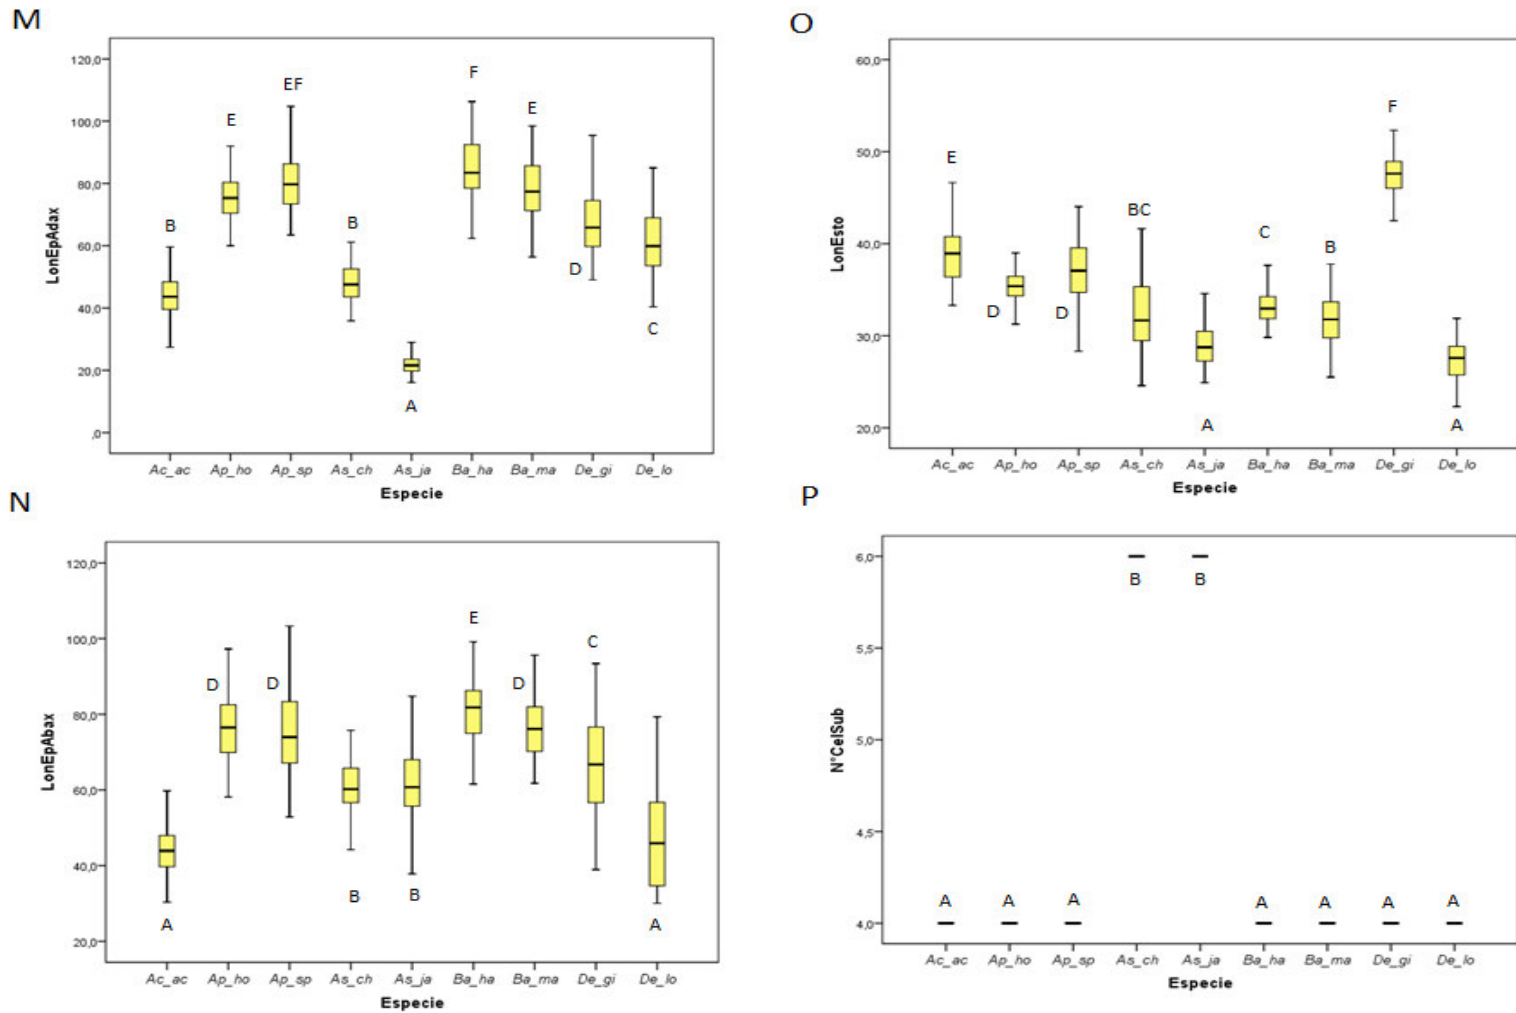 M
120,0
100,0
80,0
60,0
40,0
20,0
,0
LonEpAdax
B
E
EF
B
A
F
E
D
C
Ac_ac Ap_ho Ap_sp As_ch As_ja Ba_ha Ba_ma De_gi De_lo
Especie
O
60,0
50,0
40,0
30,0
20,0
LonEsto
E
D
D
BC
A
C
B
F
A
Ac_ac Ap_ho Ap_sp As_ch As_ja Ba_ha Ba_ma De_gi De_lo
Especie
N
120,0
100,0
80,0
60,0
40,0
20,0
LonEpAbax
A
D
D
B
B
E
D
C
A
Ac_ac Ap_ho Ap_sp As_ch As_ja Ba_ha Ba_ma De_gi De_lo
Especie
P
6,0
5,5
5,0
4,5
4,0
N°CelSub
A
A
A
B
B
A
A
A
A
Ac_ac Ap_ho Ap_sp As_ch As_ja Ba_ha Ba_ma De_gi De_lo
Especie